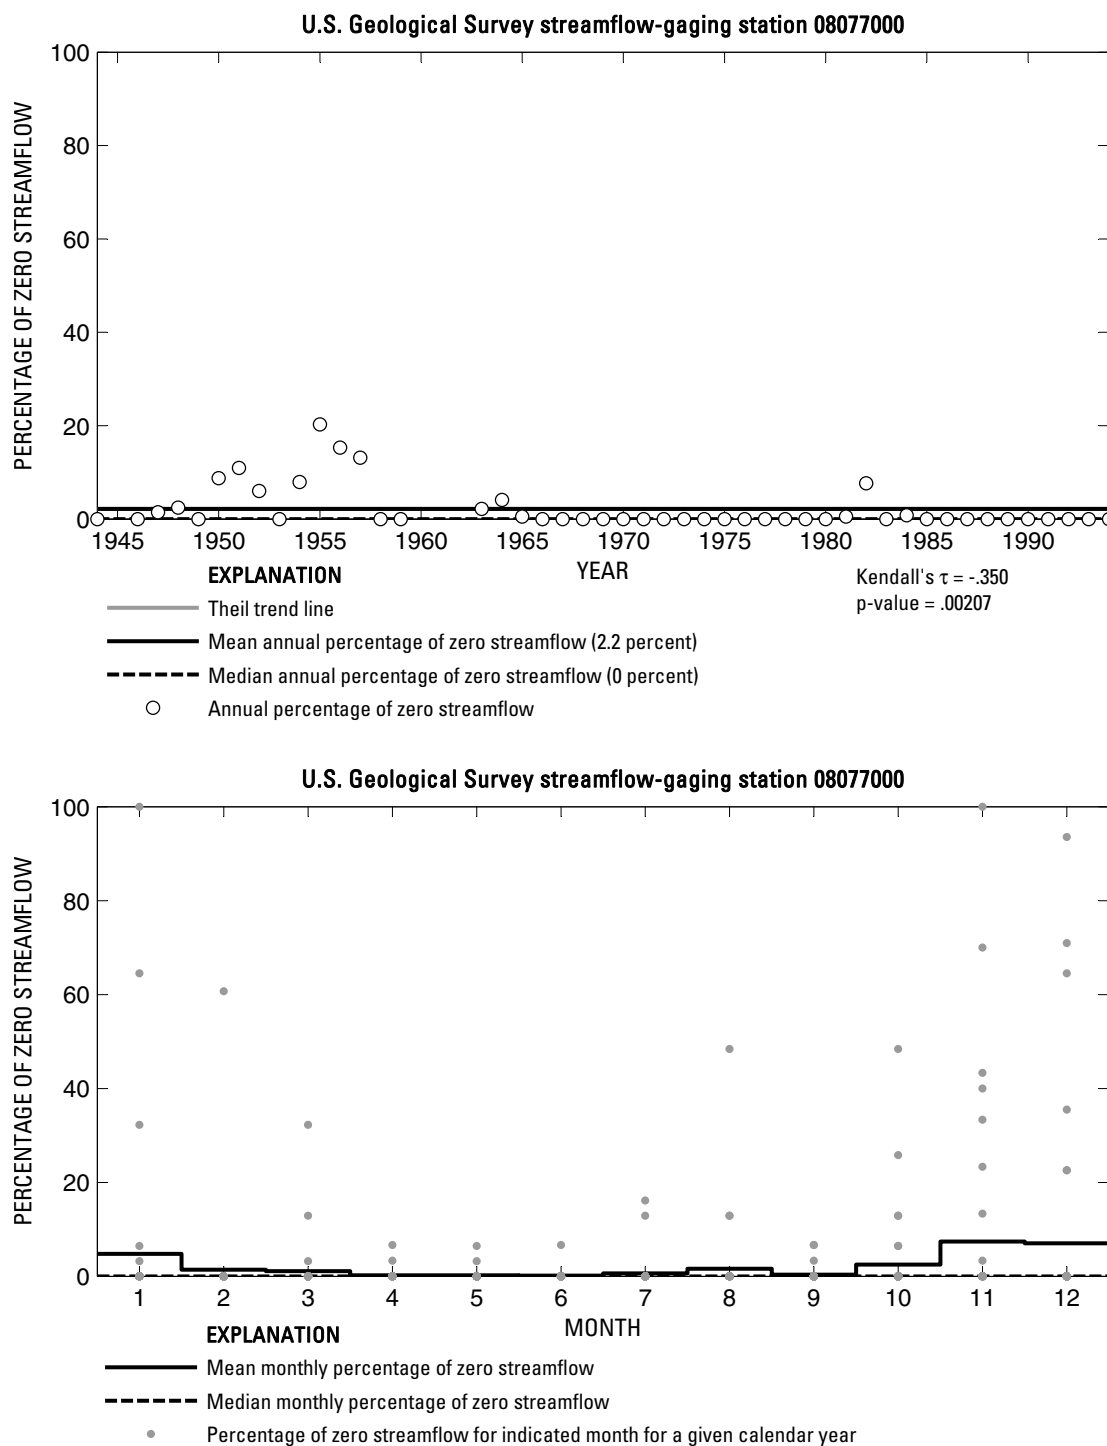 U.S. Geological Survey streamflow-gaging station 08077000
PERCENTAGE OF ZERO STREAMFLOW
100
80
60
40
20
0
1945 1950 1955 1960 1965 1970 1975 1980 1985 1990
YEAR
EXPLANATION
Kendall's τ = -.350
p-value = .00207
Theil trend line
Mean annual percentage of zero streamflow (2.2 percent)
Median annual percentage of zero streamflow (0 percent)
Annual percentage of zero streamflow
U.S. Geological Survey streamflow-gaging station 08077000
PERCENTAGE OF ZERO STREAMFLOW
100
80
60
40
20
0
1 2 3 4 5 6 7 8 9 10 11 12
MONTH
EXPLANATION
Mean monthly percentage of zero streamflow
Median monthly percentage of zero streamflow
Percentage of zero streamflow for indicated month for a given calendar year